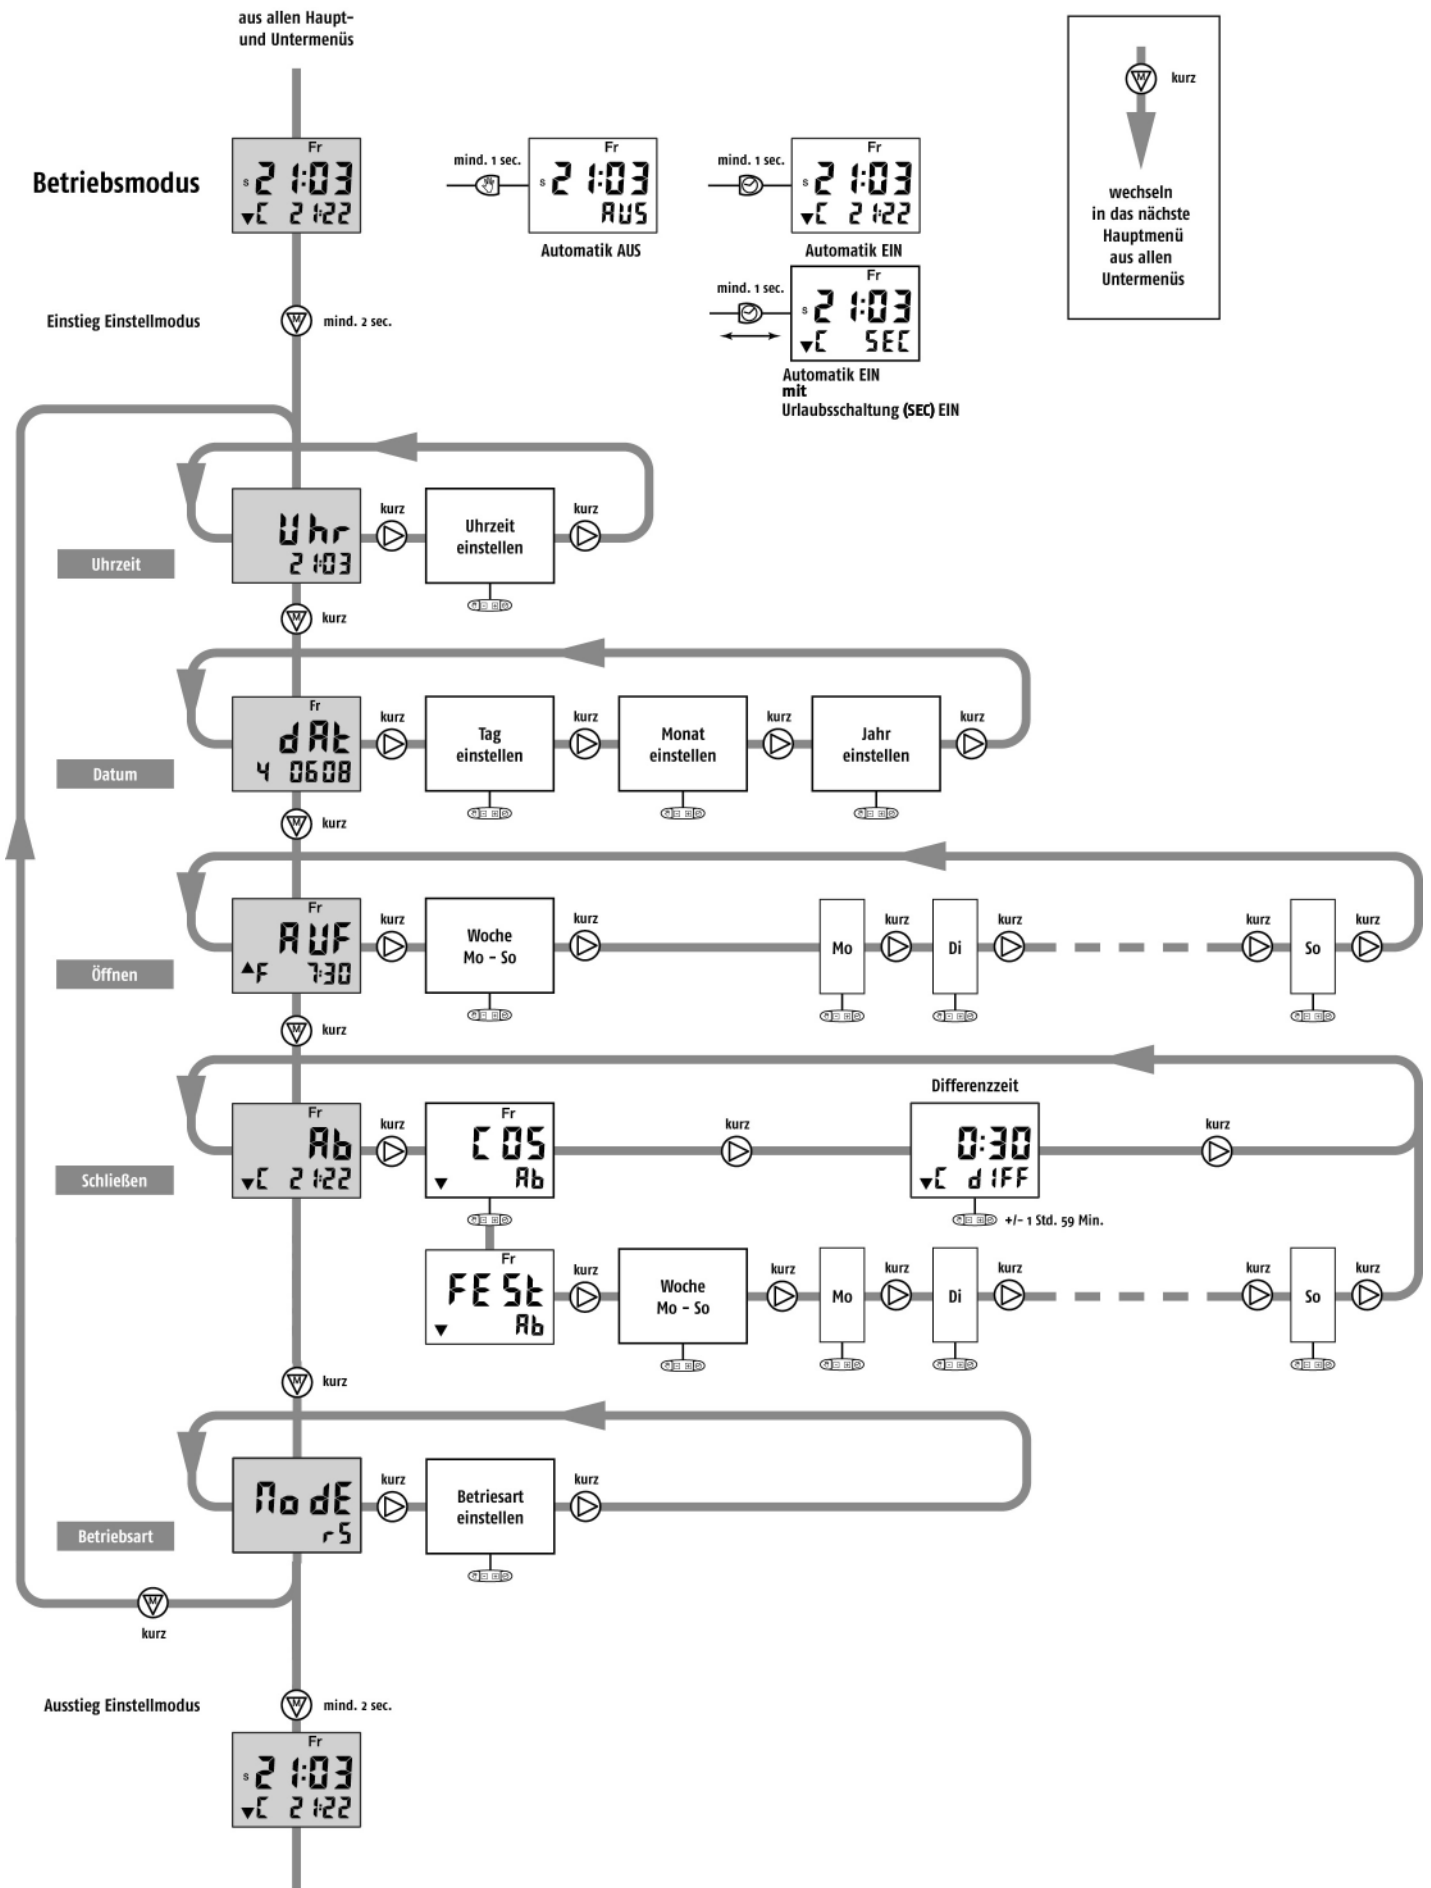 aus allen Haupt-
und Untermenüs
kurz
wechseln
in das nächste
Hauptmenü
aus allen
Untermenüs
Betriebsmodus
Fr
s 21:03
▼C 21:22
mind. 1 sec.
Fr
s 21:03
AUS
Automatik AUS
mind. 1 sec.
Fr
s 21:03
▼C 21:22
Automatik EIN
mind. 1 sec.
Fr
s 21:03
▼C SEC
Automatik EIN
mit
Urlaubsschaltung (SEC) EIN
Einstieg Einstellmodus
M
mind. 2 sec.
Uhrzeit
Uhr
21:03
kurz
Uhrzeit
einstellen
kurz
M
kurz
Datum
Fr
dAt
4 0608
kurz
Tag
einstellen
kurz
Monat
einstellen
kurz
Jahr
einstellen
kurz
M
kurz
Öffnen
Fr
AUF
▲F 7:30
kurz
Woche
Mo – So
kurz
Mo
kurz
Di
kurz
kurz
So
kurz
M
kurz
Schließen
Fr
Ab
▼C 21:22
kurz
Fr
COS
▼ Ab
kurz
Differenzzeit
0:30
▼C dIFF
+/– 1 Std. 59 Min.
kurz
Fr
FESt
▼ Ab
kurz
Woche
Mo – So
kurz
Mo
kurz
Di
kurz
kurz
So
kurz
M
kurz
Betriebsart
ModE
rS
kurz
Betriesart
einstellen
kurz
M
kurz
Ausstieg Einstellmodus
M
mind. 2 sec.
Fr
s 21:03
▼C 21:22